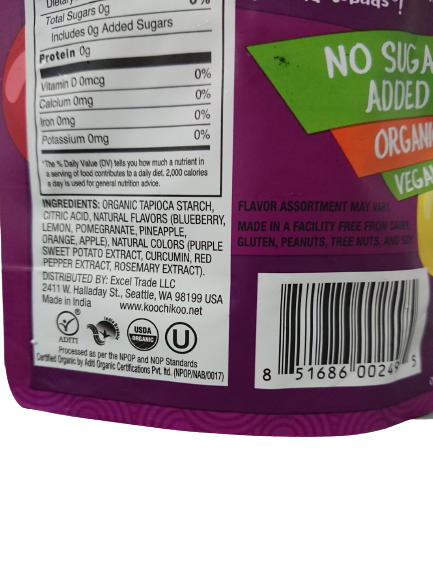 Total Sugars 0g
Includes 0g Added Sugars
0%
Protein 0g
Vitamin D 0mcg 0%
Calcium 0mg 0%
Iron 0mg 0%
Potassium 0mg 0%
*The % Daily Value (DV) tells you how much a nutrient in
a serving of food contributes to a daily diet. 2,000 calories
a day is used for general nutrition advice.
INGREDIENTS: ORGANIC TAPIOCA STARCH,
CITRIC ACID, NATURAL FLAVORS (BLUEBERRY,
LEMON, POMEGRANATE, PINEAPPLE,
ORANGE, APPLE), NATURAL COLORS (PURPLE
SWEET POTATO EXTRACT, CURCUMIN, RED
PEPPER EXTRACT, ROSEMARY EXTRACT).
DISTRIBUTED BY: Excel Trade LLC
2411 W. Halladay St., Seattle, WA 98199 USA
Made in India www.koochikoo.net
ADITI
USDA
ORGANIC
U
Processed as per the NPOP and NOP Standards
Certified Organic by Aditi Organic Certifications Pvt. ltd. (NPOP/NAB/0017)
NO SUGA
ADDED
ORGANI
VEGA
FLAVOR ASSORTMENT MAY VARY
MADE IN A FACILITY FREE FROM DAIRY,
GLUTEN, PEANUTS, TREE NUTS, AND SOY
8 51686 00249 5